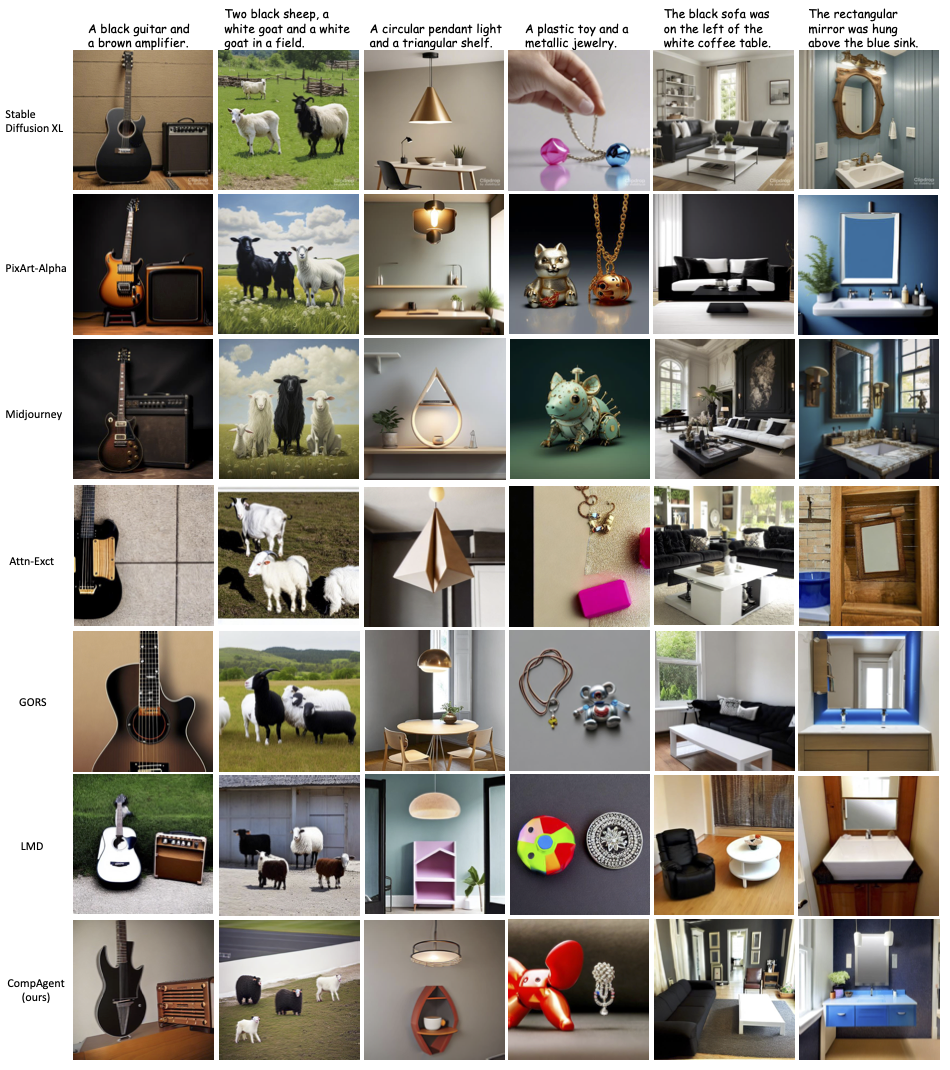 A black guitar and
a brown amplifier.
Two black sheep, a
white goat and a white
goat in a field.
A circular pendant light
and a triangular shelf.
A plastic toy and a
metallic jewelry.
The black sofa was
on the left of the
white coffee table.
The rectangular
mirror was hung
above the blue sink.
Stable
Diffusion XL
PixArt-Alpha
Midjourney
Attn-Exct
GORS
LMD
CompAgent
(ours)